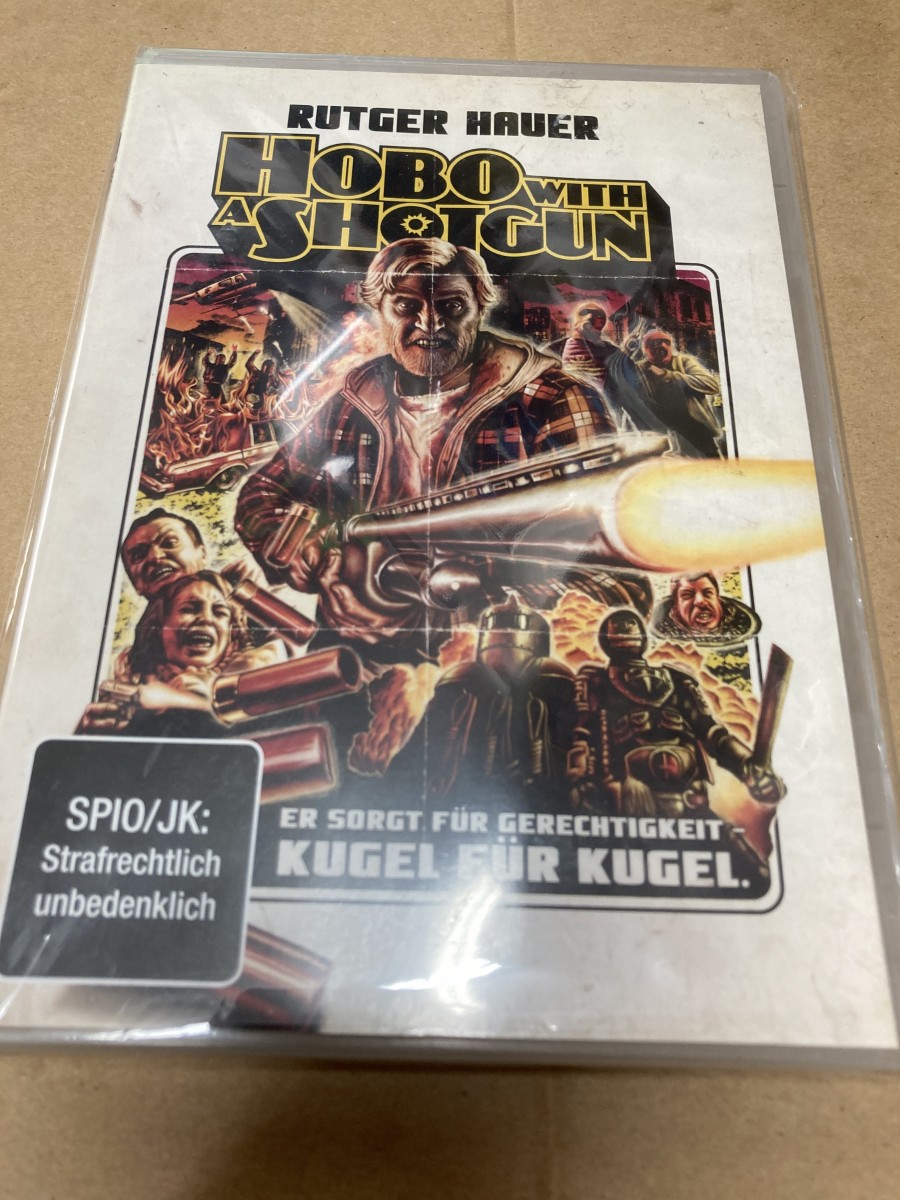 RUTGER HAUER
HOBO WITH
A SHOTGUN
ER SORGT FÜR GERECHTIGKEIT –
KUGEL FÜR KUGEL.
SPIO/JK:
Strafrechtlich
unbedenklich